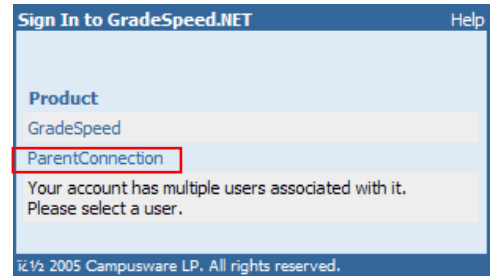 Sign In to GradeSpeed.NET Help
Product
GradeSpeed
ParentConnection
Your account has multiple users associated with it.
Please select a user.
ï¿½ 2005 Campusware LP. All rights reserved.